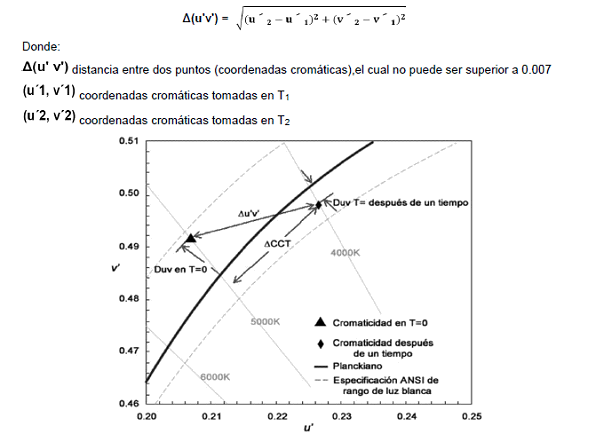 Δ(u'v') = √(u´ ₂ − u´ ₁)² + (v´ ₂ − v´ ₁)²
Donde:
Δ(u' v') distancia entre dos puntos (coordenadas cromáticas),el cual no puede ser superior a 0.007
(u´1, v´1) coordenadas cromáticas tomadas en T₁
(u´2, v´2) coordenadas cromáticas tomadas en T₂
0.51
0.50
0.49
0.48
0.47
0.46
v'
Δu'v'
Duv T= después de un tiempo
ΔCCT
Duv en T=0
4000K
5000K
6000K
Cromaticidad en T=0
Cromaticidad después
de un tiempo
Planckiano
Especificación ANSI de
rango de luz blanca
0.20
0.21
0.22
0.23
0.24
0.25
u'